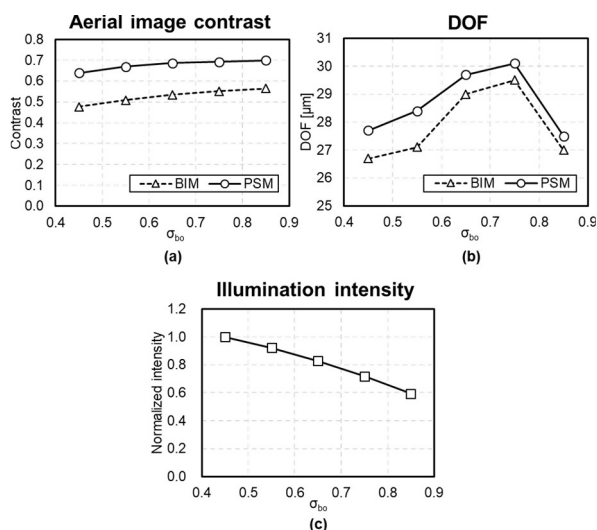 Aerial image contrast
0.8
0.7
0.6
0.5
0.4
0.3
0.2
0.1
0.0
Contrast
BIM PSM
0.4 0.5 0.6 0.7 0.8 0.9
σbo
(a)
DOF
31
30
29
28
27
26
25
DOF [μm]
BIM PSM
0.4 0.5 0.6 0.7 0.8 0.9
σbo
(b)
Illumination intensity
1.2
1.0
0.8
0.6
0.4
0.2
0.0
Normalized intensity
0.4 0.5 0.6 0.7 0.8 0.9
σbo
(c)